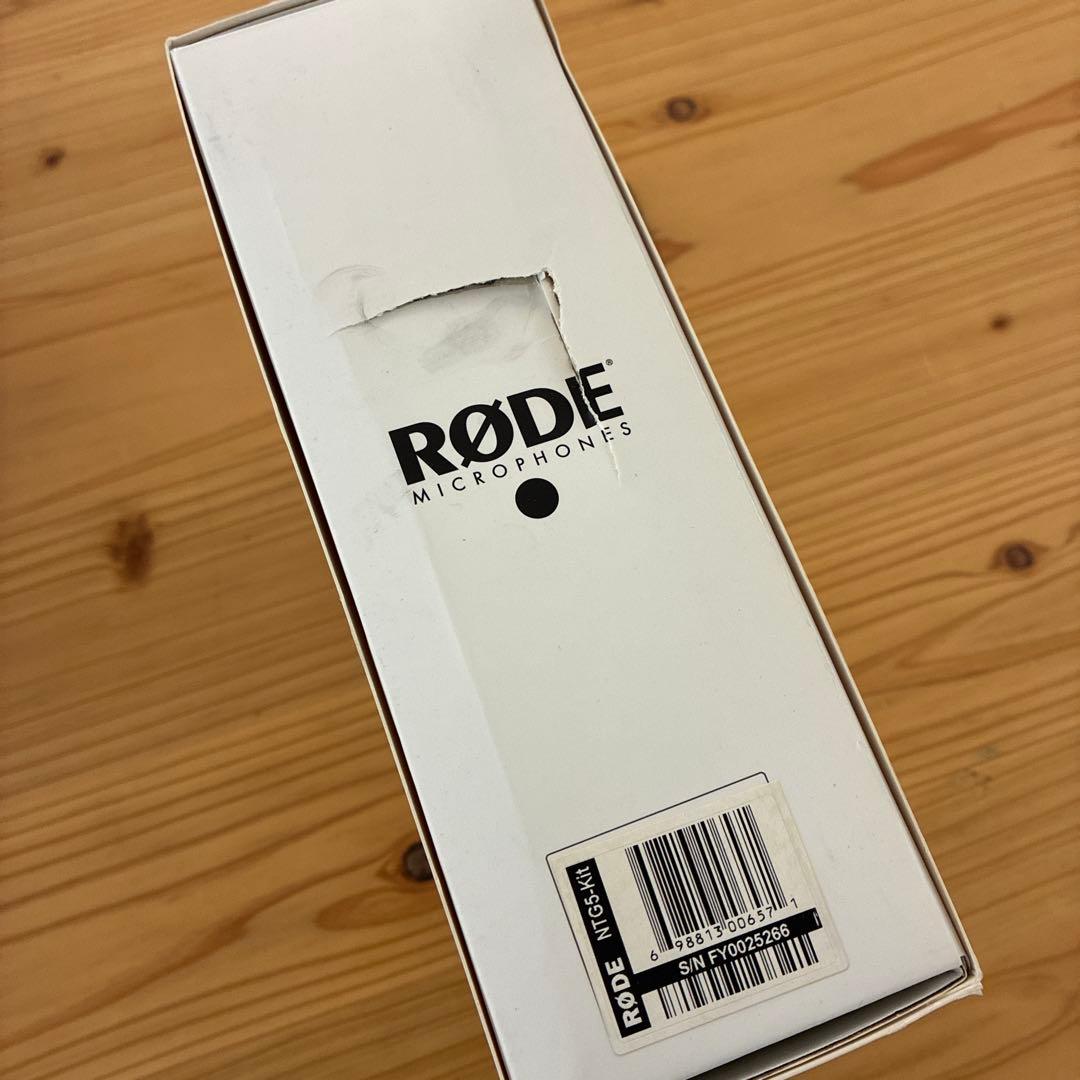 RØDE®
MICROPHONES
RØDE NTG5-Kit
6 98813 00657 1
S/N FY0025266